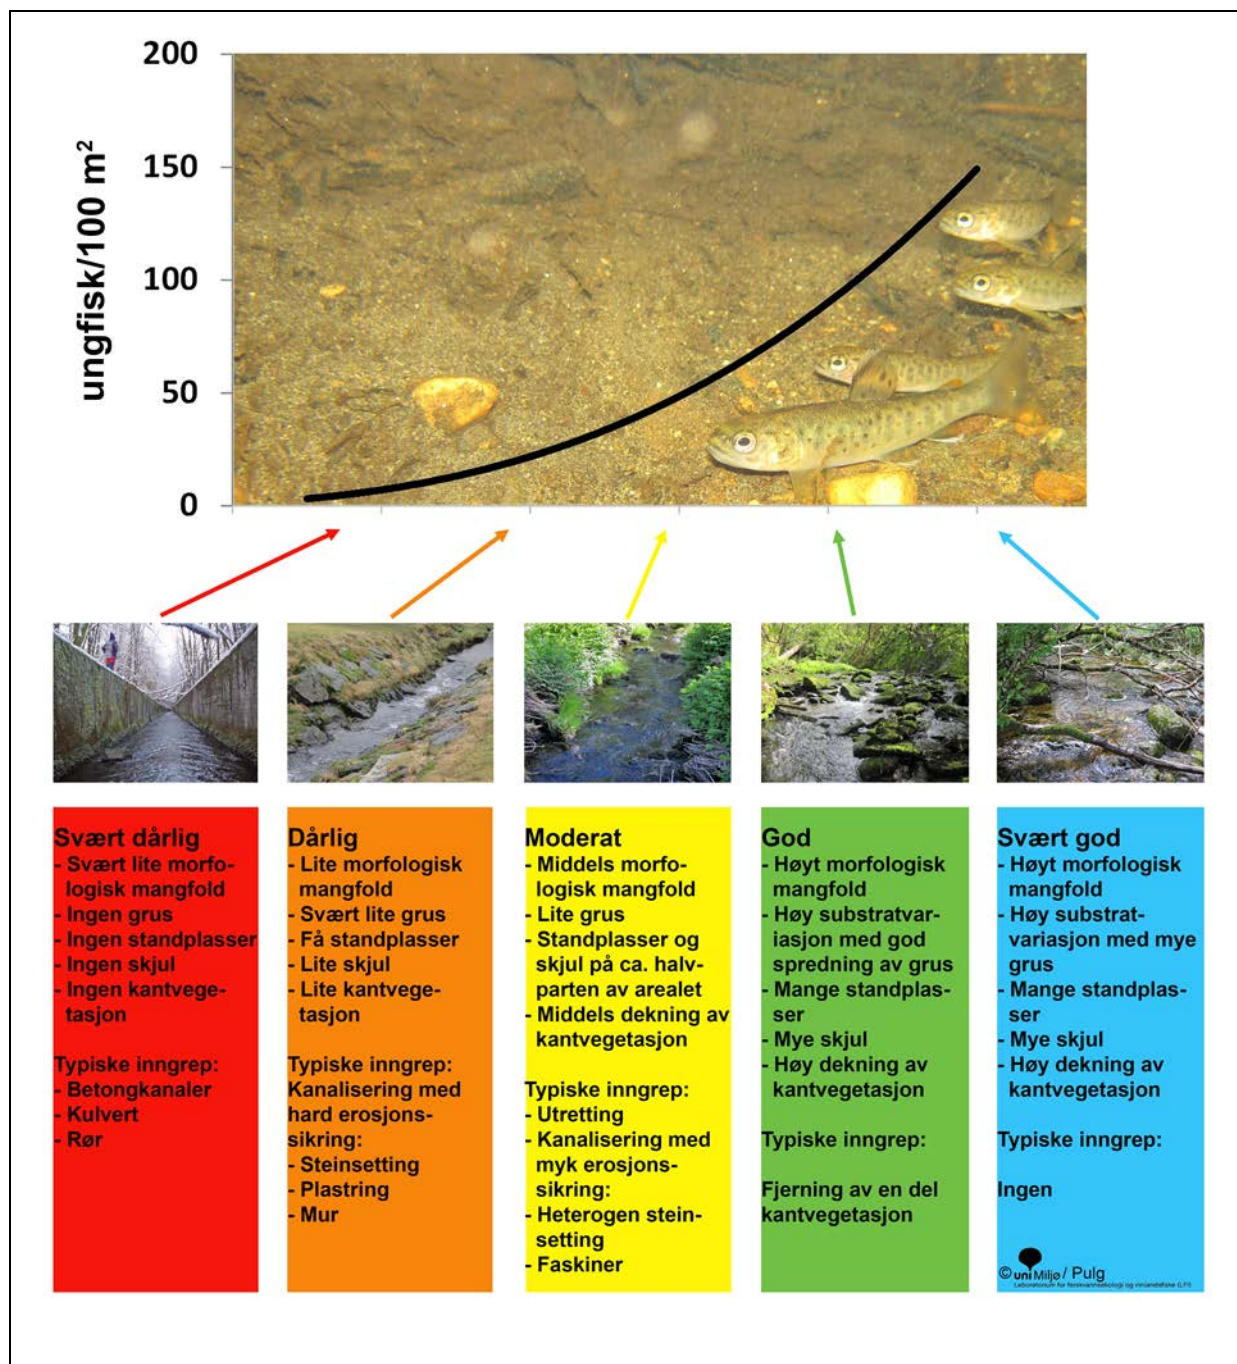 ungfisk/100 m²
200
150
100
50
0
Svært dårlig
- Svært lite morfo-
logisk mangfold
- Ingen grus
- Ingen standplasser
- Ingen skjul
- Ingen kantvege-
tasjon
Typiske inngrep:
- Betongkanaler
- Kulvert
- Rør
Dårlig
- Lite morfologisk
mangfold
- Svært lite grus
- Få standplasser
- Lite skjul
- Lite kantvege-
tasjon
Typiske inngrep:
Kanalisering med
hard erosjons-
sikring:
- Steinsetting
- Plastring
- Mur
Moderat
- Middels morfo-
logisk mangfold
- Lite grus
- Standplasser og
skjul på ca. halv-
parten av arealet
- Middels dekning av
kantvegetasjon
Typiske inngrep:
- Utretting
- Kanalisering med
myk erosjons-
sikring:
- Heterogen stein-
setting
- Faskiner
God
- Høyt morfologisk
mangfold
- Høy substratvar-
iasjon med god
spredning av grus
- Mange standplas-
ser
- Mye skjul
- Høy dekning av
kantvegetasjon
Typiske inngrep:
Fjerning av en del
kantvegetasjon
Svært god
- Høyt morfologisk
mangfold
- Høy substrat-
variasjon med mye
grus
- Mange standplas-
ser
- Mye skjul
- Høy dekning av
kantvegetasjon
Typiske inngrep:
Ingen
© uni Miljø / Pulg
Laboratorium for ferskvannsøkologi og innlandsfiske (LFI)